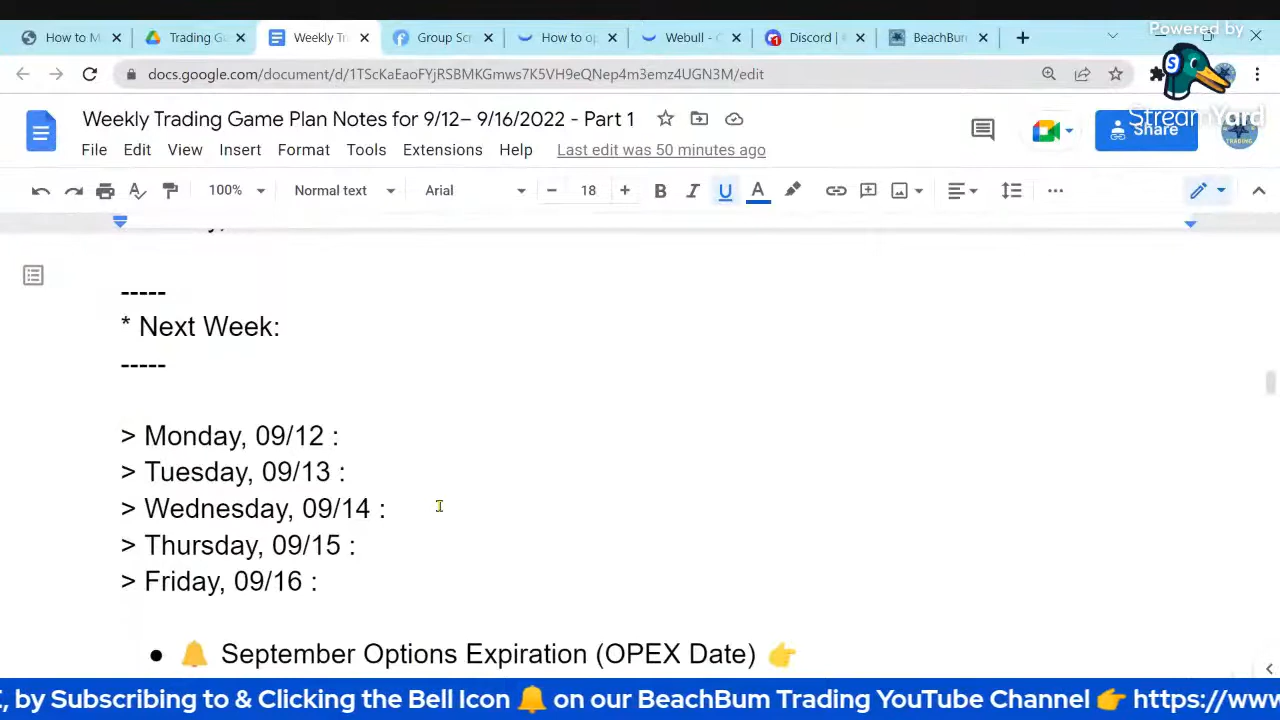 How to M
Trading G
Weekly Tr
Group Scr
How to op
Webull - C
Discord |
BeachBum
Powered by
StreamYard
docs.google.com/document/d/1TScKaEaoFYjRSBMKGmws7K5VH9eQNep4m3emz4UGN3M/edit
Weekly Trading Game Plan Notes for 9/12– 9/16/2022 - Part 1
Share
File Edit View Insert Format Tools Extensions Help Last edit was 50 minutes ago
100% Normal text Arial 18 B I U A
-----
* Next Week:
-----
> Monday, 09/12 :
> Tuesday, 09/13 :
> Wednesday, 09/14 :
> Thursday, 09/15 :
> Friday, 09/16 :
● 🔔 September Options Expiration (OPEX Date) 👉
, by Subscribing to & Clicking the Bell Icon 🔔 on our BeachBum Trading YouTube Channel 👉 https://www